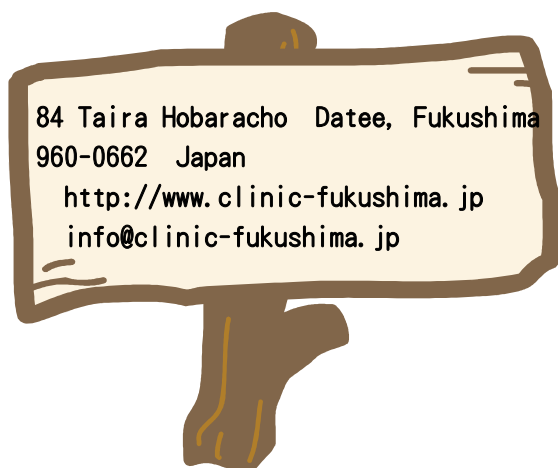 84 Taira Hobaracho  Datee, Fukushima
960-0662  Japan
http://www.clinic-fukushima.jp
info@clinic-fukushima.jp